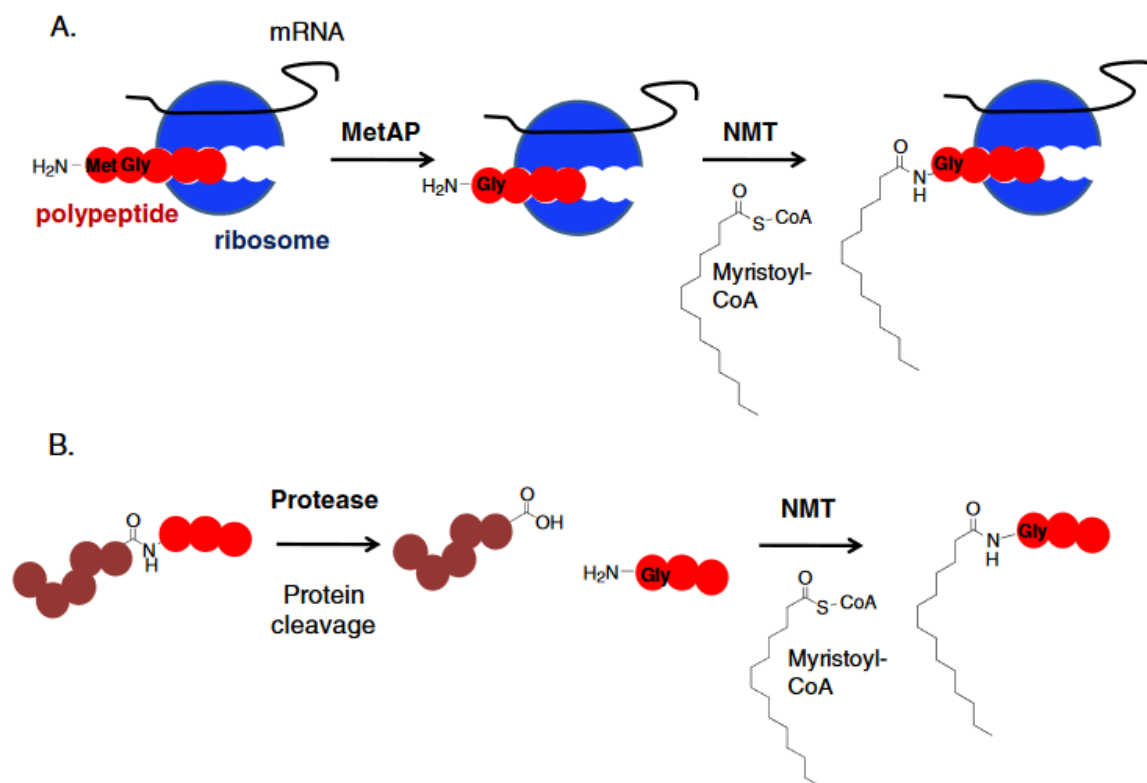 A.
mRNA
MetAP
NMT
H₂N
Met Gly
H₂N
Gly
O
N
H
Gly
polypeptide
ribosome
O
S
CoA
Myristoyl-
CoA
B.
Protease
NMT
O
N
H
O
OH
Protein
cleavage
H₂N
Gly
O
S
CoA
Myristoyl-
CoA
O
N
H
Gly